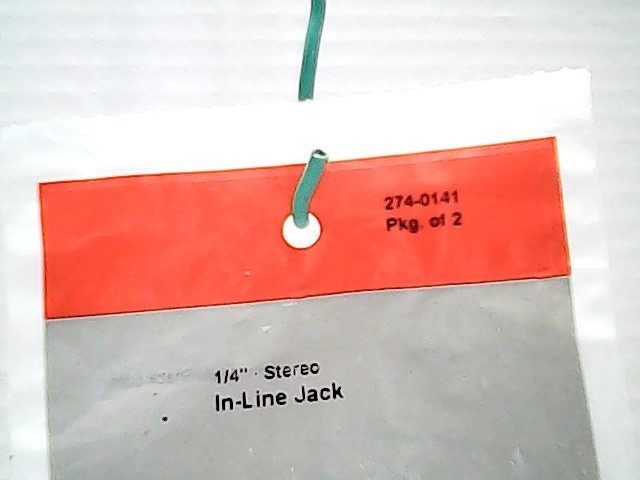 274-0141
Pkg. of 2
1/4" · Stereo
In-Line Jack